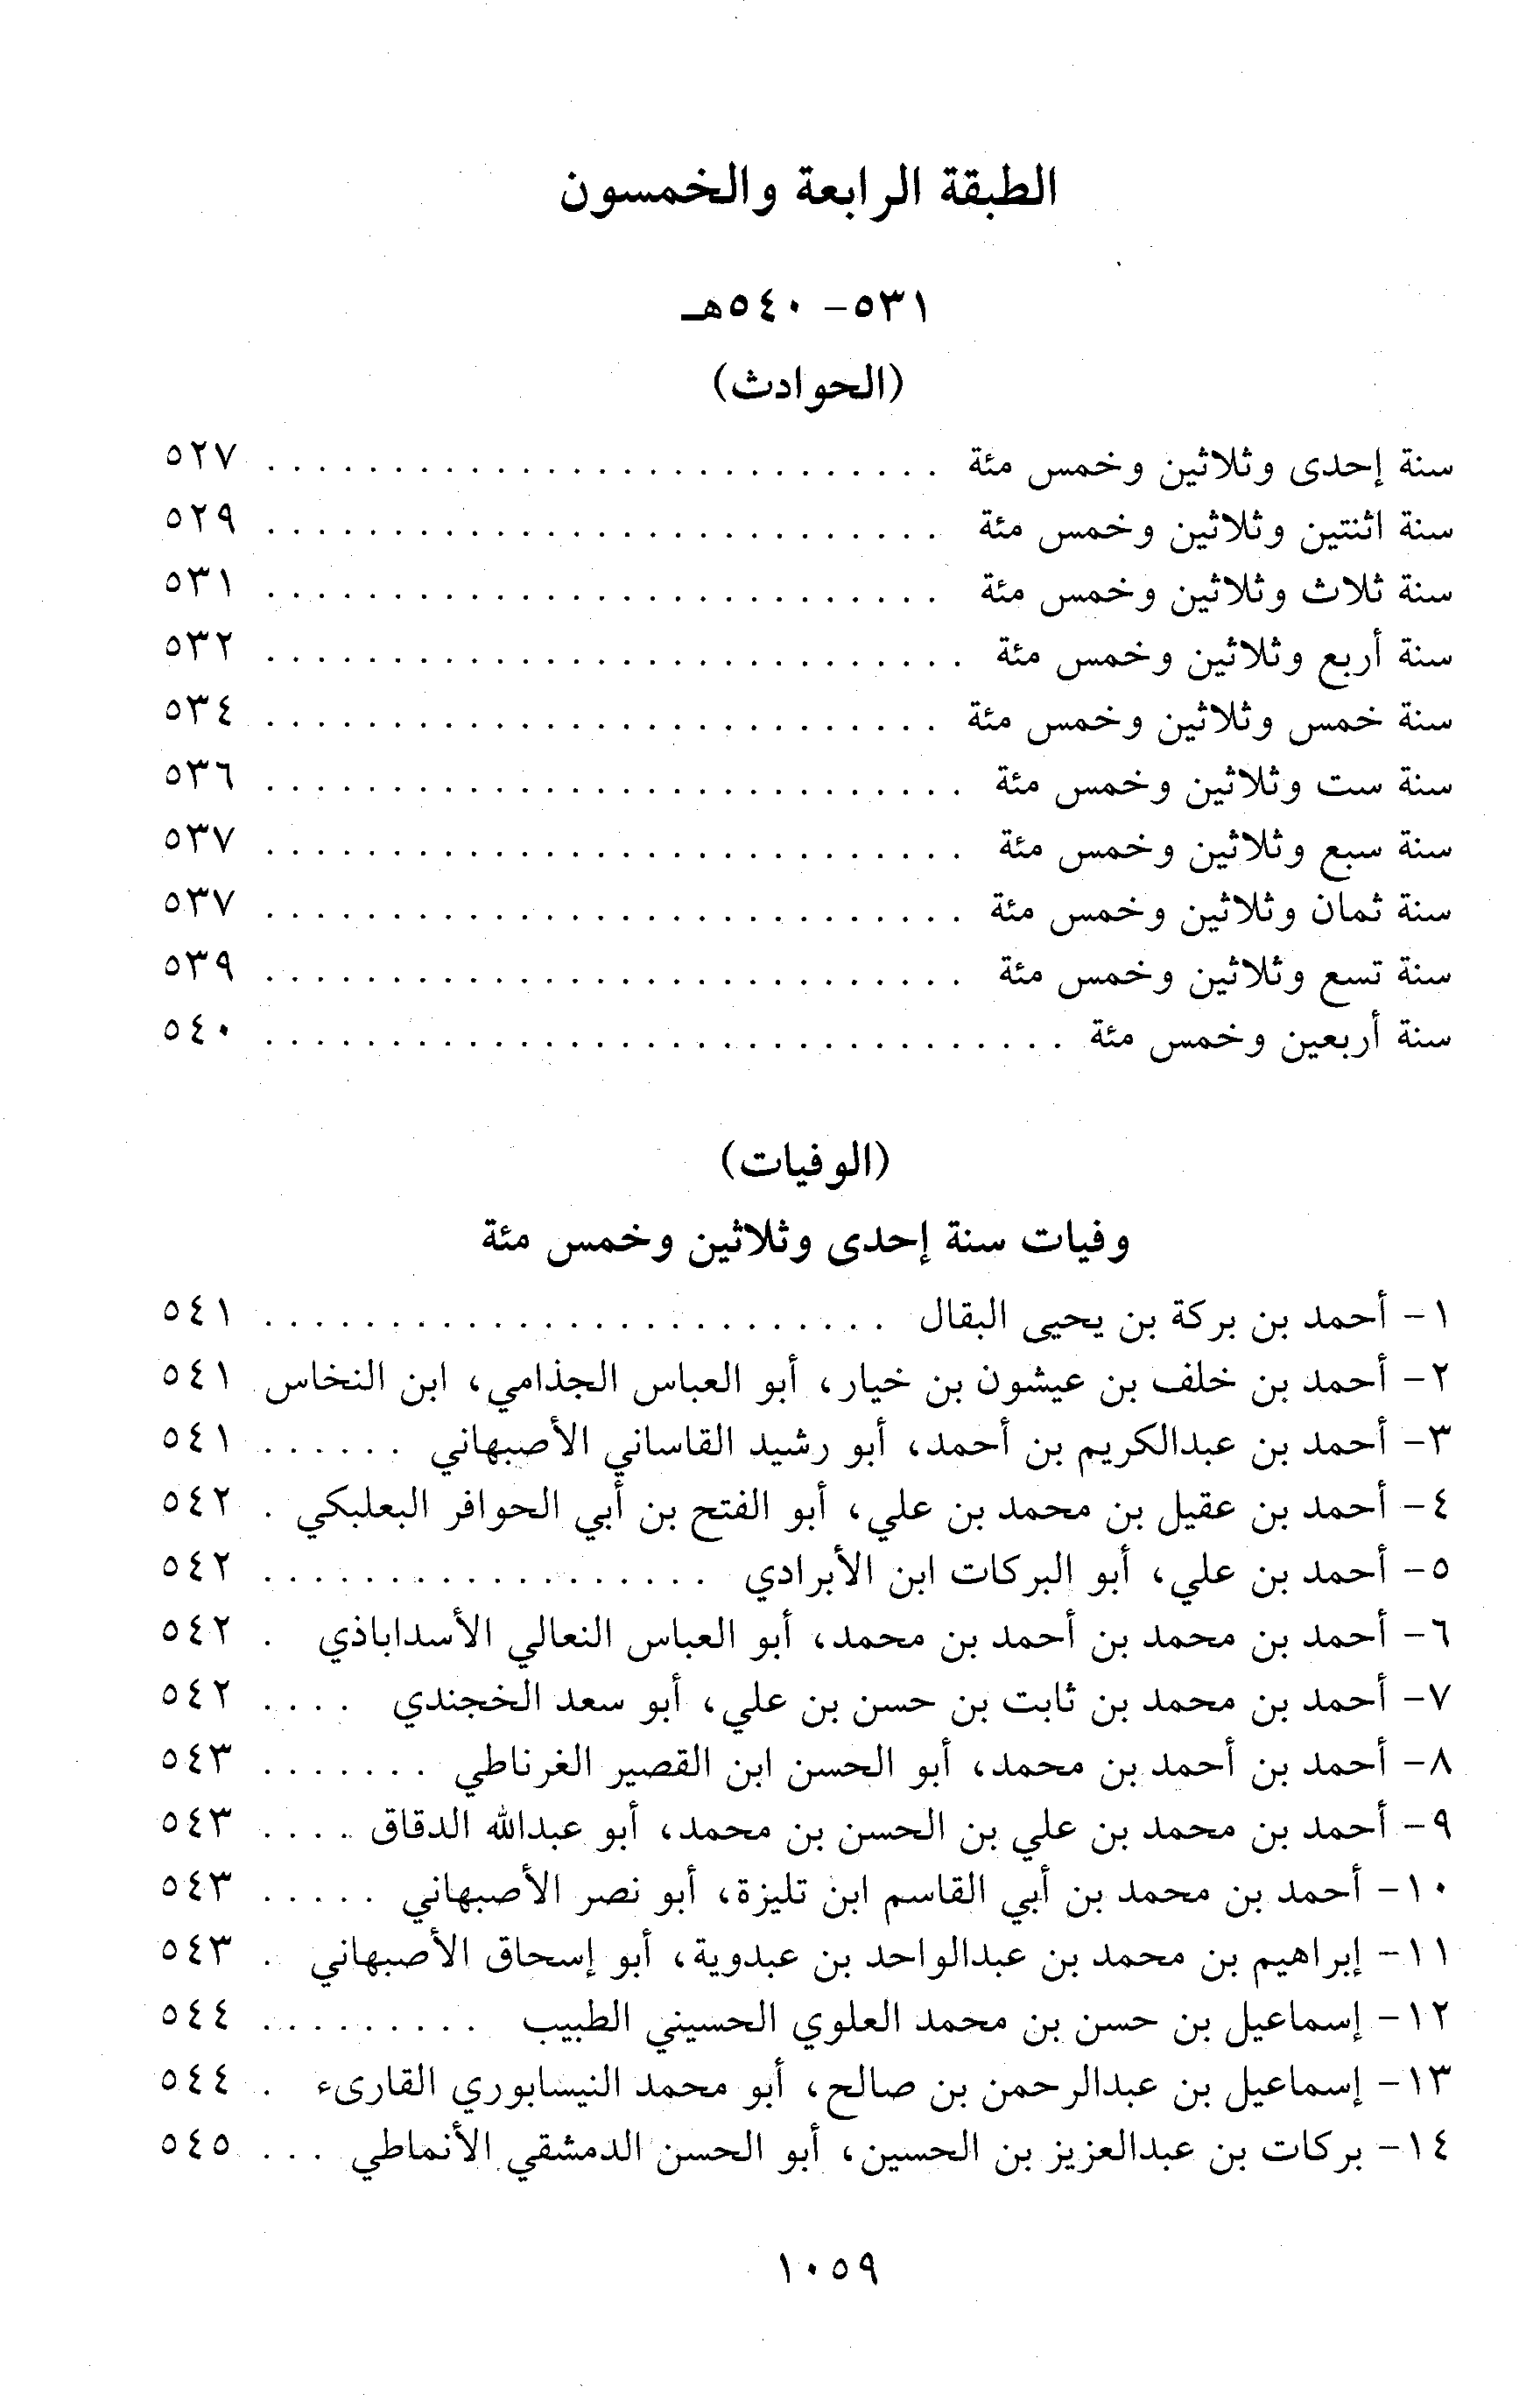 الطبقة الرابعة والخمسون
٥٣١- ٥٤٠هـ
(الحوادث)
سنة إحدى وثلاثين وخمس مئة . . . . . . . . . . . . . . . . . . . . . . . . . . . ٥٢٧
سنة اثنتين وثلاثين وخمس مئة . . . . . . . . . . . . . . . . . . . . . . . . . . . ٥٢٩
سنة ثلاث وثلاثين وخمس مئة . . . . . . . . . . . . . . . . . . . . . . . . . . . ٥٣١
سنة أربع وثلاثين وخمس مئة . . . . . . . . . . . . . . . . . . . . . . . . . . . . ٥٣٢
سنة خمس وثلاثين وخمس مئة . . . . . . . . . . . . . . . . . . . . . . . . . . . ٥٣٤
سنة ست وثلاثين وخمس مئة . . . . . . . . . . . . . . . . . . . . . . . . . . . . ٥٣٦
سنة سبع وثلاثين وخمس مئة . . . . . . . . . . . . . . . . . . . . . . . . . . . . ٥٣٧
سنة ثمان وثلاثين وخمس مئة . . . . . . . . . . . . . . . . . . . . . . . . . . . . ٥٣٧
سنة تسع وثلاثين وخمس مئة . . . . . . . . . . . . . . . . . . . . . . . . . . . . ٥٣٩
سنة أربعين وخمس مئة . . . . . . . . . . . . . . . . . . . . . . . . . . . . . . . . ٥٤٠
(الوفيات)
وفيات سنة إحدى وثلاثين وخمس مئة
١- أحمد بن بركة بن يحيى البقال . . . . . . . . . . . . . . . . . . . . . . . . . ٥٤١
٢- أحمد بن خلف بن عيشون بن خيار، أبو العباس الجذامي، ابن النخاس ٥٤١
٣- أحمد بن عبدالكريم بن أحمد، أبو رشيد القاساني الأصبهاني . . . . . . ٥٤١
٤- أحمد بن عقيل بن محمد بن علي، أبو الفتح بن أبي الحوافر البعلبكي . ٥٤٢
٥- أحمد بن علي، أبو البركات ابن الأبرادي . . . . . . . . . . . . . . . . . . ٥٤٢
٦- أحمد بن محمد بن أحمد بن محمد، أبو العباس النعالي الأسداباذي . ٥٤٢
٧- أحمد بن محمد بن ثابت بن حسن بن علي، أبو سعد الخجندي . . . . ٥٤٢
٨- أحمد بن أحمد بن محمد، أبو الحسن ابن القصير الغرناطي . . . . . . . ٥٤٣
٩- أحمد بن محمد بن علي بن الحسن بن محمد، أبو عبدالله الدقاق . . . . ٥٤٣
١٠- أحمد بن محمد بن أبي القاسم ابن تليزة، أبو نصر الأصبهاني . . . . . ٥٤٣
١١- إبراهيم بن محمد بن عبدالواحد بن عبدوية، أبو إسحاق الأصبهاني . ٥٤٣
١٢- إسماعيل بن حسن بن محمد العلوي الحسيني الطبيب . . . . . . . . . ٥٤٤
١٣- إسماعيل بن عبدالرحمن بن صالح، أبو محمد النيسابوري القارىء . ٥٤٤
١٤- بركات بن عبدالعزيز بن الحسين، أبو الحسن الدمشقي الأنماطي . . . ٥٤٥
١٠٥٩